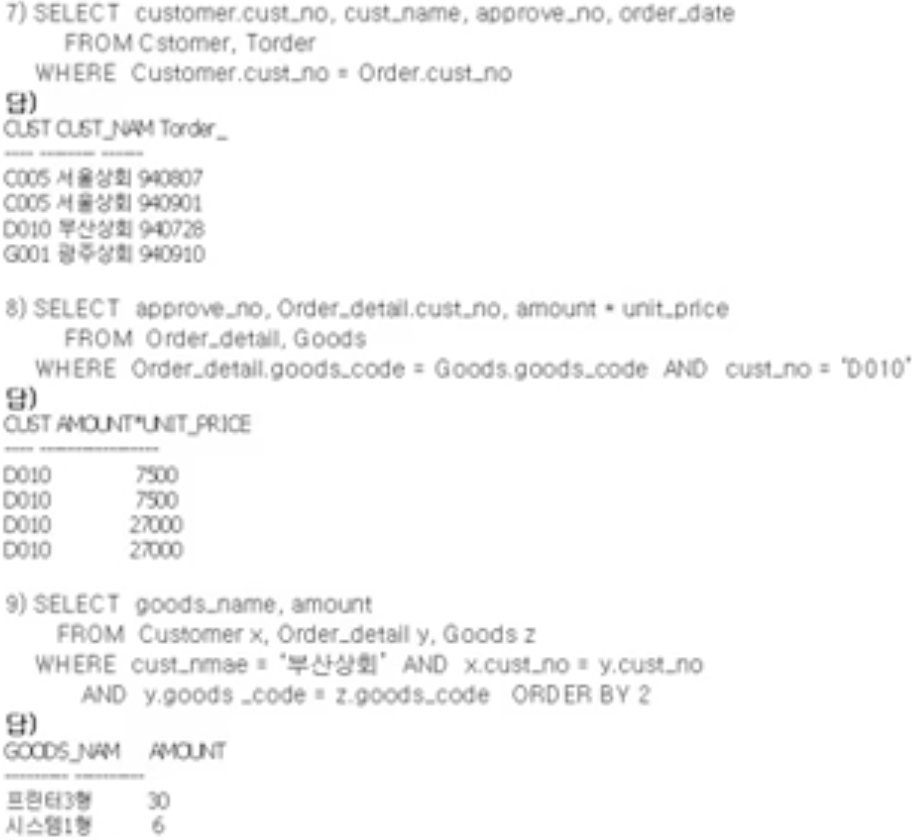 7) SELECT customer.cust_no, cust_name, approve_no, order_date
FROM Cstomer, Torder
WHERE Customer.cust_no = Order.cust_no
답)
CUST CUST_NAM Torder_
---- -------- ------
C005 서울상회 940807
C005 서울상회 940901
D010 부산상회 940728
G001 광주상회 940910
8) SELECT approve_no, Order_detail.cust_no, amount * unit_price
FROM Order_detail, Goods
WHERE Order_detail.goods_code = Goods.goods_code AND cust_no = "D010"
답)
CUST AMOUNT*UNIT_PRICE
---- -----------------
D010 7500
D010 7500
D010 27000
D010 27000
9) SELECT goods_name, amount
FROM Customer x, Order_detail y, Goods z
WHERE cust_nmae = "부산상회" AND x.cust_no = y.cust_no
AND y.goods _code = z.goods_code ORDER BY 2
답)
GOODS_NAM AMOUNT
--------- ----------
프린터3형 30
시스템1형 6